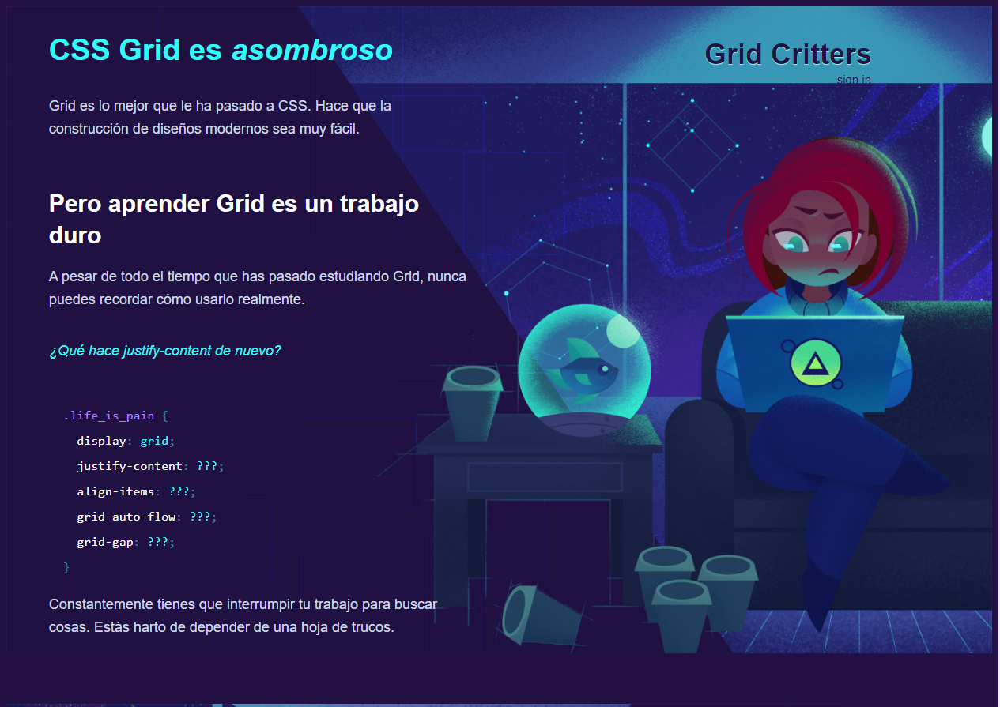 CSS Grid es asombroso
Grid Critters
sign in
Grid es lo mejor que le ha pasado a CSS. Hace que la
construcción de diseños modernos sea muy fácil.
Pero aprender Grid es un trabajo
duro
A pesar de todo el tiempo que has pasado estudiando Grid, nunca
puedes recordar cómo usarlo realmente.
¿Qué hace justify-content de nuevo?
.life_is_pain {
display: grid;
justify-content: ???;
align-items: ???;
grid-auto-flow: ???;
grid-gap: ???;
}
Constantemente tienes que interrumpir tu trabajo para buscar
cosas. Estás harto de depender de una hoja de trucos.